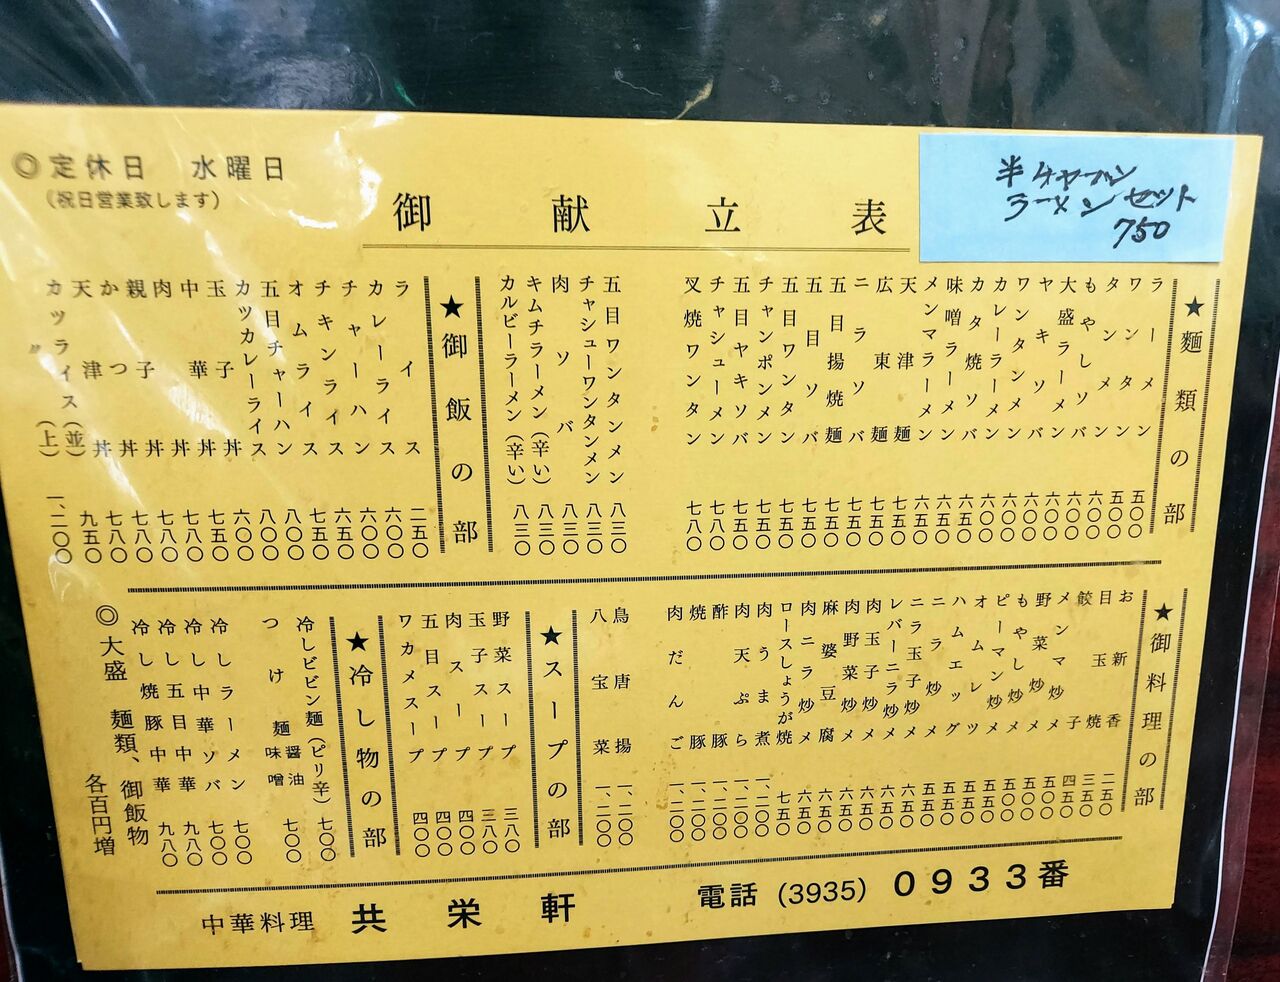 ◎定休日 水曜日
(祝日営業致します)
御献立表
半チャーハン
ラーメンセット
750
★麺類の部
ラーメン 五〇〇
ワンタン 五〇〇
タンメン 六〇〇
もやしソバ 六〇〇
大盛ラーメン 六〇〇
ヤキソバ 六〇〇
ワンタンメン 六〇〇
カレーラーメン 六〇〇
カタ焼ソバ 六五〇
味噌ラーメン 六五〇
メンマラーメン 六五〇
天津麺 七五〇
広東麺 七五〇
ニラソバ 七五〇
五目揚焼麺 七五〇
五目ソバ 七五〇
五目ワンタン 七五〇
チャンポンメン 七五〇
五目ヤキソバ 七五〇
チャシューメン 七八〇
叉焼ワンタン 七八〇
五目ワンタンメン 八三〇
チャシューワンタンメン 八三〇
肉ソバ 八三〇
キムチラーメン(辛い) 八三〇
カルビーラーメン(辛い) 八三〇
★御飯の部
ライス 二五〇
カレーライス 六〇〇
チャーハン 六〇〇
チキンライス 六五〇
オムライス 七五〇
五目チャーハン 八〇〇
カツカレーライス 八〇〇
玉子丼 六〇〇
中華丼 七五〇
肉丼 七八〇
親子丼 七八〇
かつ丼 七八〇
天津丼 七八〇
カツライス(並) 九五〇
〃(上) 一、二〇〇
★御料理の部
お新香 二五〇
目玉焼 三五〇
餃子 四五〇
メンマ炒メ 五〇〇
野菜炒メ 五〇〇
もやし炒メ 五〇〇
ピーマン炒メ 五五〇
オムレツ 五五〇
ハムエッグ 五五〇
ニラ炒メ 五五〇
ニラ玉子炒メ 六五〇
レバーニラ炒メ 六五〇
肉玉子炒メ 六五〇
肉野菜炒メ 六五〇
麻婆豆腐 六五〇
肉ニラ炒メ 六五〇
ロースしょうが焼 七五〇
肉うま煮 一、二〇〇
肉天ぷら 一、二〇〇
酢豚 一、二〇〇
焼豚 一、二〇〇
肉だんご 一、二〇〇
鳥唐揚 一、二〇〇
八宝菜 一、二〇〇
★スープの部
野菜スープ 三八〇
玉子スープ 三八〇
肉スープ 四〇〇
五目スープ 四〇〇
ワカメスープ 四〇〇
★冷し物の部
冷しビビン麺(ピリ辛) 七〇〇
つけ麺 醤油 味噌 七〇〇
冷しラーメン 七〇〇
冷し中華ソバ 七〇〇
冷し五目中華 九八〇
冷し焼豚中華 九八〇
◎大盛 麺類、御飯物 各百円増
中華料理 共栄軒 電話(3935)0933番